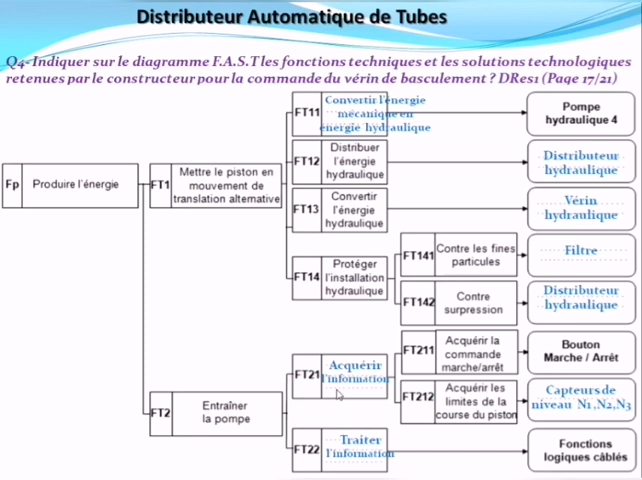 Distributeur Automatique de Tubes
Q4- Indiquer sur le diagramme F.A.S.T les fonctions techniques et les solutions technologiques
retenues par le constructeur pour la commande du vérin de basculement ? DRes1 (Page 17/21)
Fp
Produire l'énergie
FT1
Mettre le piston en
mouvement de
translation alternative
FT11
Convertir l'énergie
mécanique en
énergie hydraulique
Pompe
hydraulique 4
FT12
Distribuer
l'énergie
hydraulique
Distributeur
hydraulique
FT13
Convertir
l'énergie
hydraulique
Vérin
hydraulique
FT14
Protéger
l'installation
hydraulique
FT141
Contre les fines
particules
Filtre
FT142
Contre
surpression
Distributeur
hydraulique
FT2
Entraîner
la pompe
FT21
Acquérir
l'information
FT211
Acquérir la
commande
marche/arrêt
Bouton
Marche / Arrêt
FT212
Acquérir les
limites de la
course du piston
Capteurs de
niveau N1,N2,N3
FT22
Traiter
l'information
Fonctions
logiques câblés